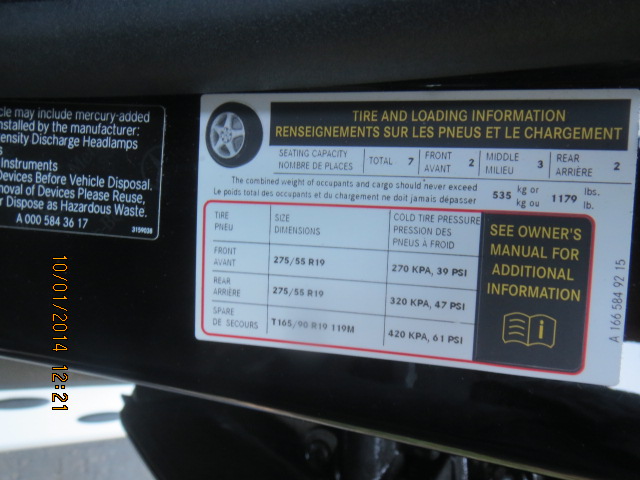 cle may include mercury-added
nstalled by the manufacturer:
ensity Discharge Headlamps
s
Instruments
Devices Before Vehicle Disposal.
moval of Devices Please Reuse,
r Dispose as Hazardous Waste.
A 000 584 36 17
3159038
TIRE AND LOADING INFORMATION
RENSEIGNEMENTS SUR LES PNEUS ET LE CHARGEMENT
SEATING CAPACITY
NOMBRE DE PLACES
TOTAL 7
FRONT
AVANT 2
MIDDLE
MILIEU 3
REAR
ARRIÈRE 2
The combined weight of occupants and cargo should never exceed
Le poids total des occupants et du chargement ne doit jamais dépasser
535 kg or
kg ou
1179 lbs.
lb.
TIRE
PNEU
SIZE
DIMENSIONS
COLD TIRE PRESSURE
PRESSION DES
PNEUS À FROID
FRONT
AVANT
275/55 R19
270 KPA, 39 PSI
REAR
ARRIÈRE
275/55 R19
320 KPA, 47 PSI
SPARE
DE SECOURS
T165/90 R19 119M
420 KPA, 61 PSI
SEE OWNER'S
MANUAL FOR
ADDITIONAL
INFORMATION
A 166 584 92 15
10/01/2014 12:21